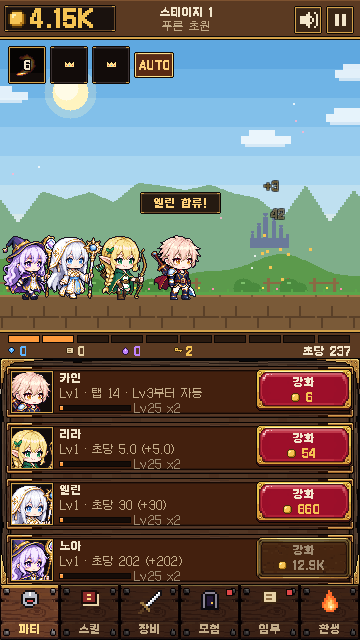 4.15K
스테이지 1
푸른 초원
6
AUTO
+3
엘린 합류!
42
0
0
0
2
초당 237
카인
Lv1 · 탭 14 · Lv3부터 자동
Lv25 x2
강화
6
리라
Lv1 · 초당 5.0 (+5.0)
Lv25 x2
강화
54
엘린
Lv1 · 초당 30 (+30)
Lv25 x2
강화
660
노아
Lv1 · 초당 202 (+202)
Lv25 x2
강화
12.9K
파티
스킬
장비
모험
임무
환생